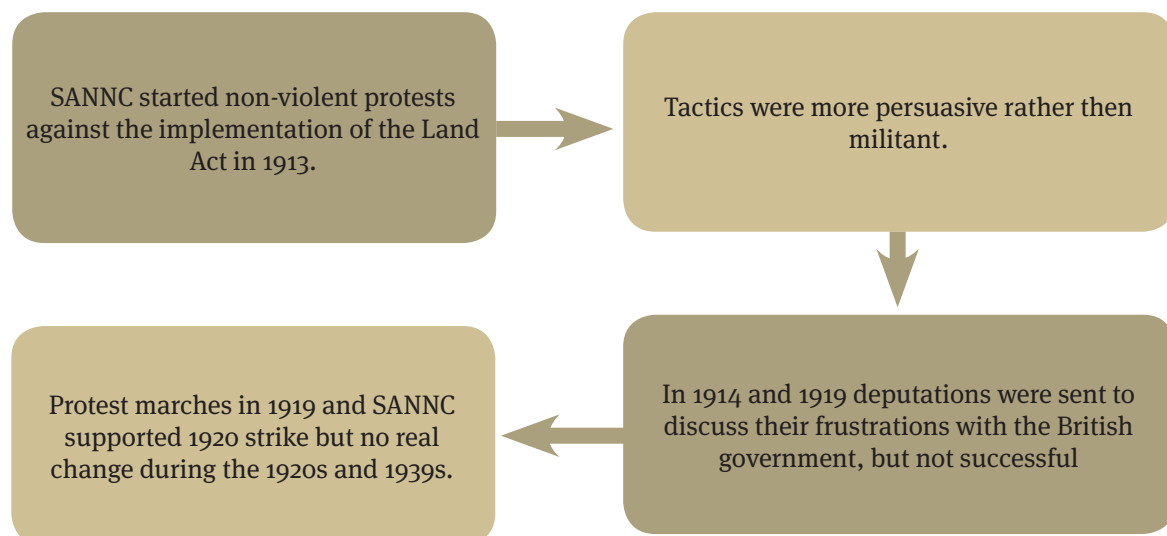 SANNC started non-violent protests
against the implementation of the Land
Act in 1913.
Tactics were more persuasive rather then
militant.
In 1914 and 1919 deputations were sent to
discuss their frustrations with the British
government, but not successful
Protest marches in 1919 and SANNC
supported 1920 strike but no real
change during the 1920s and 1939s.